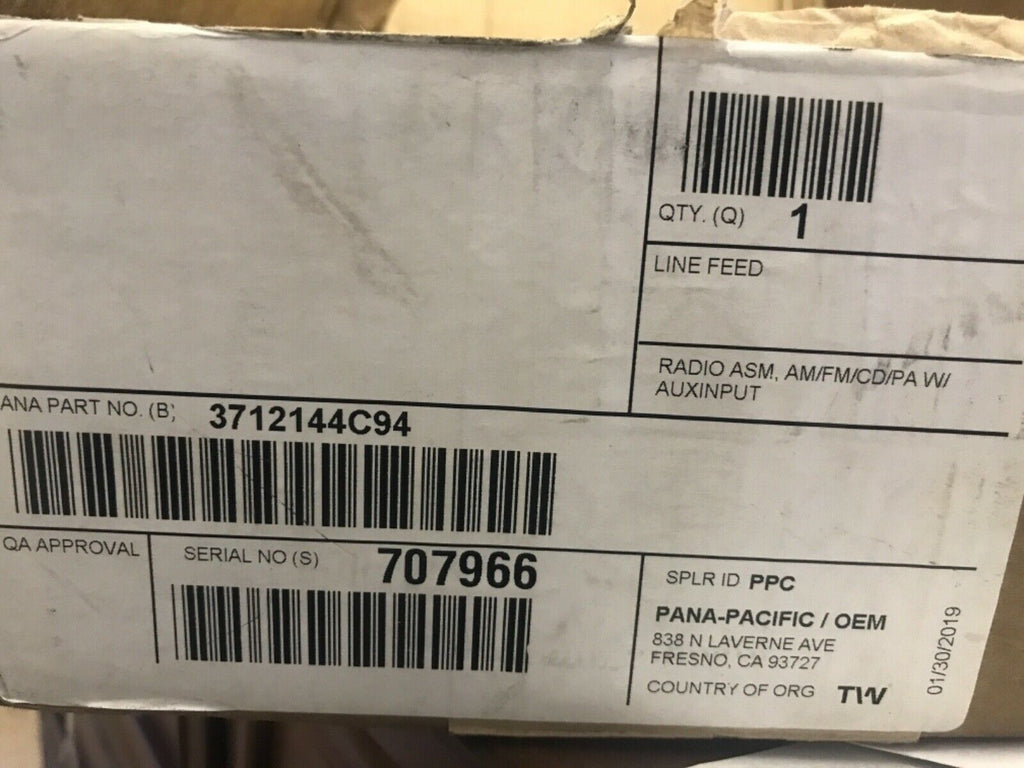 QTY. (Q) 1
LINE FEED
RADIO ASM, AM/FM/CD/PA W/
AUXINPUT
ANA PART NO. (B) 3712144C94
QA APPROVAL
SERIAL NO (S) 707966
SPLR ID PPC
PANA-PACIFIC / OEM
838 N LAVERNE AVE
FRESNO, CA 93727
COUNTRY OF ORG TW
01/30/2019